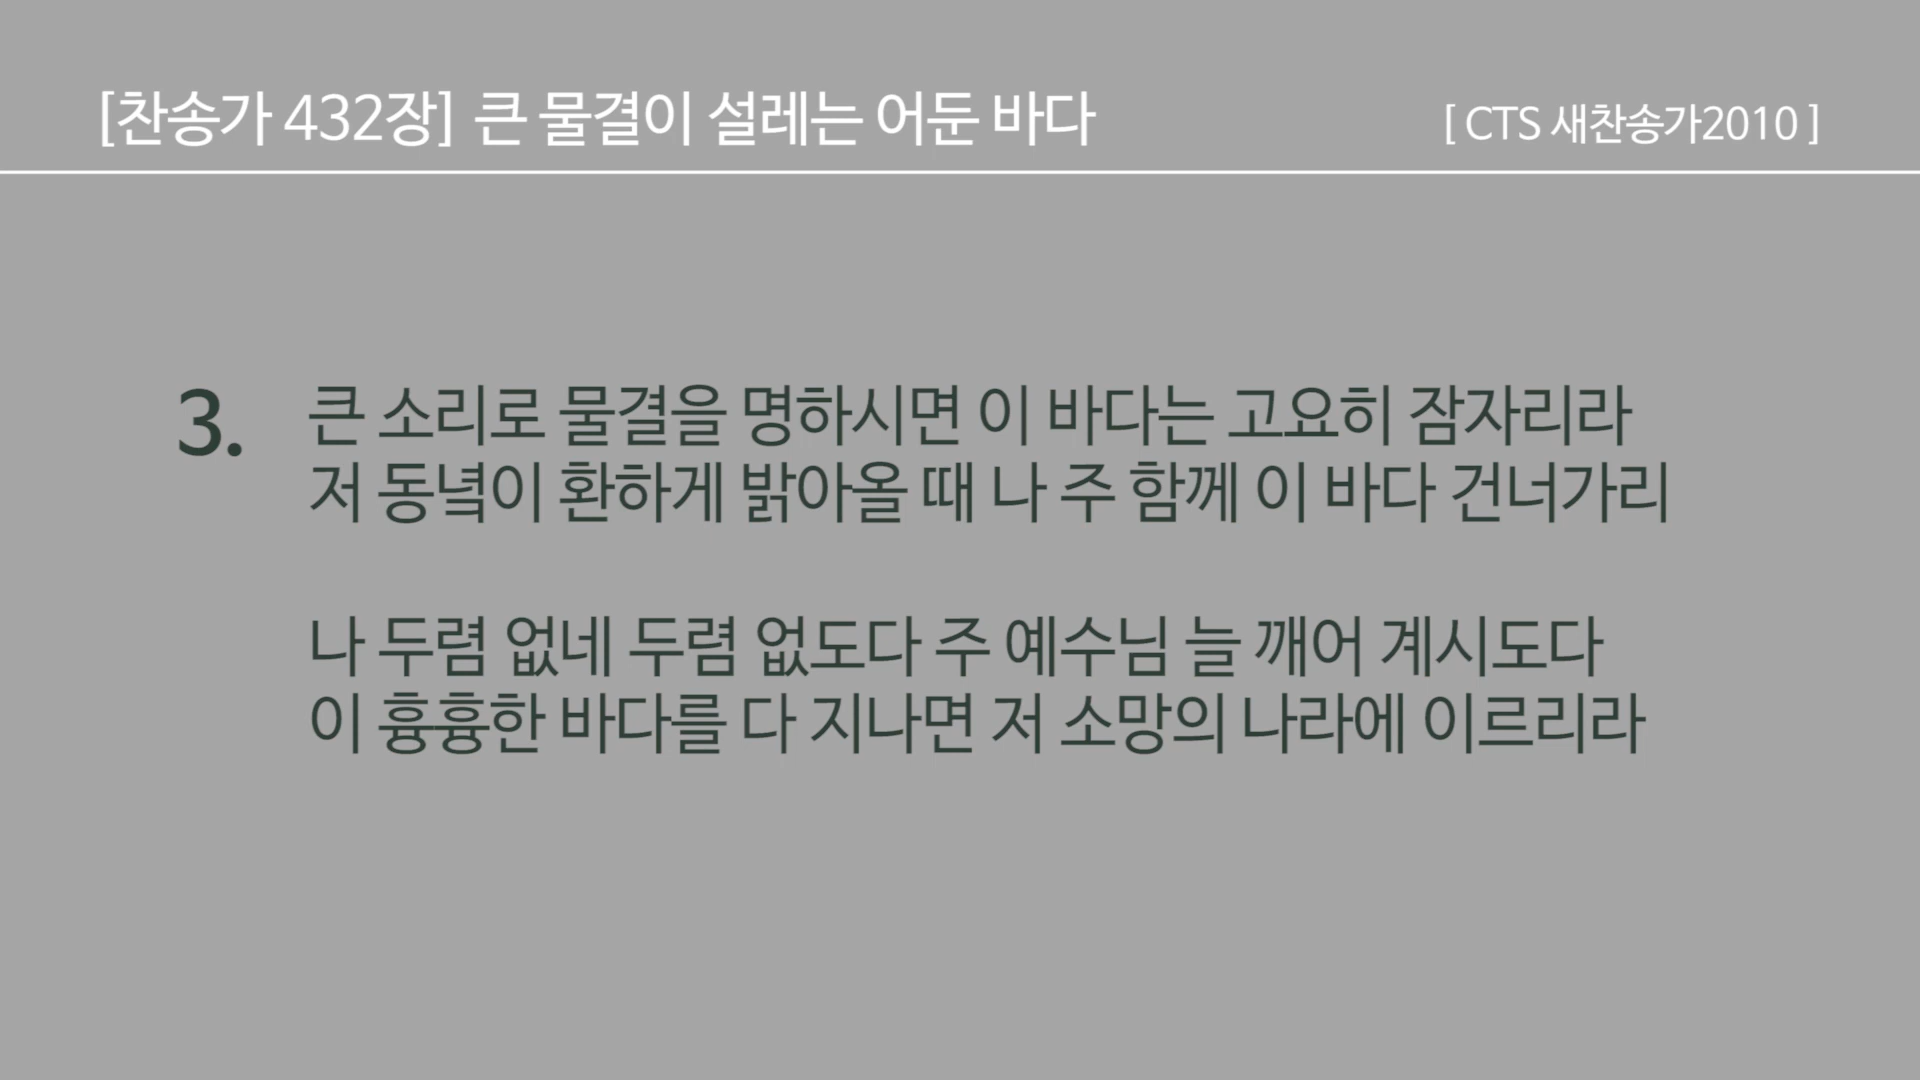 [찬송가 432장] 큰 물결이 설레는 어둔 바다
[ CTS 새찬송가2010 ]
3. 큰 소리로 물결을 명하시면 이 바다는 고요히 잠자리라
저 동녘이 환하게 밝아올 때 나 주 함께 이 바다 건너가리
나 두렴 없네 두렴 없도다 주 예수님 늘 깨어 계시도다
이 흉흉한 바다를 다 지나면 저 소망의 나라에 이르리라